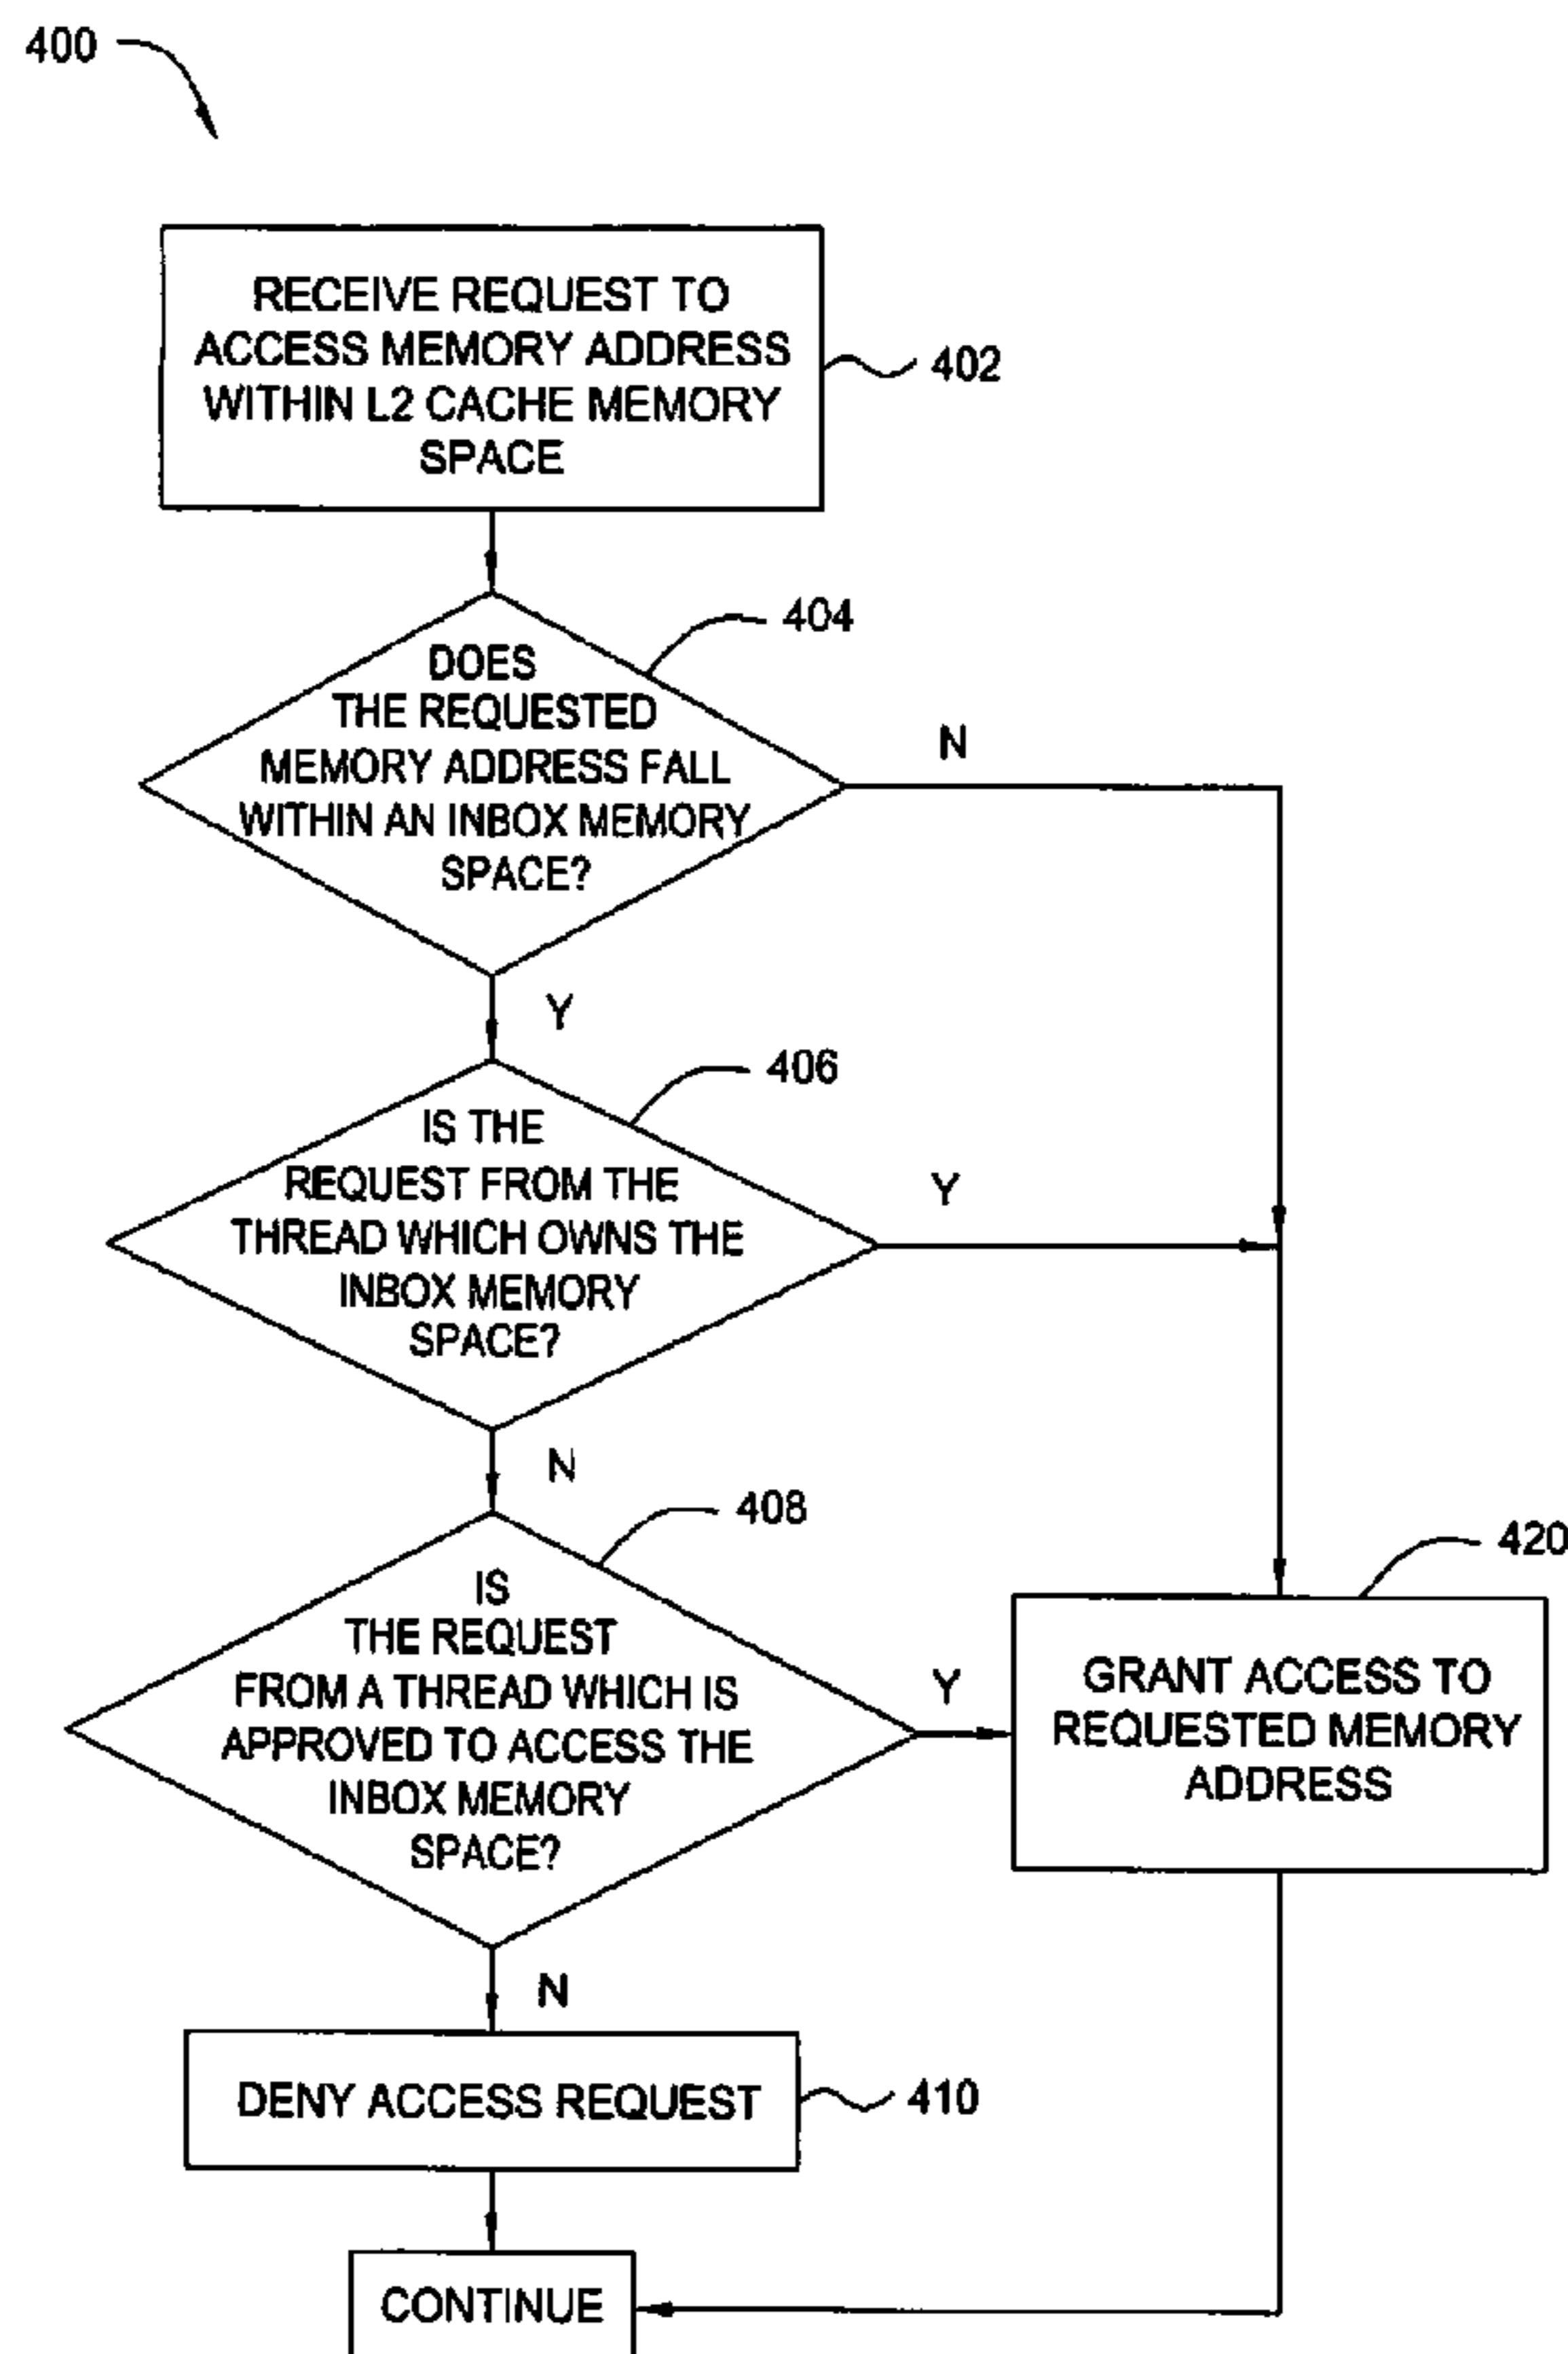 400
RECEIVE REQUEST TO
ACCESS MEMORY ADDRESS
WITHIN L2 CACHE MEMORY
SPACE
402
404
DOES
THE REQUESTED
MEMORY ADDRESS FALL
WITHIN AN INBOX MEMORY
SPACE?
N
Y
406
IS THE
REQUEST FROM THE
THREAD WHICH OWNS THE
INBOX MEMORY
SPACE?
Y
N
408
IS
THE REQUEST
FROM A THREAD WHICH IS
APPROVED TO ACCESS THE
INBOX MEMORY
SPACE?
Y
420
GRANT ACCESS TO
REQUESTED MEMORY
ADDRESS
N
DENY ACCESS REQUEST
410
CONTINUE